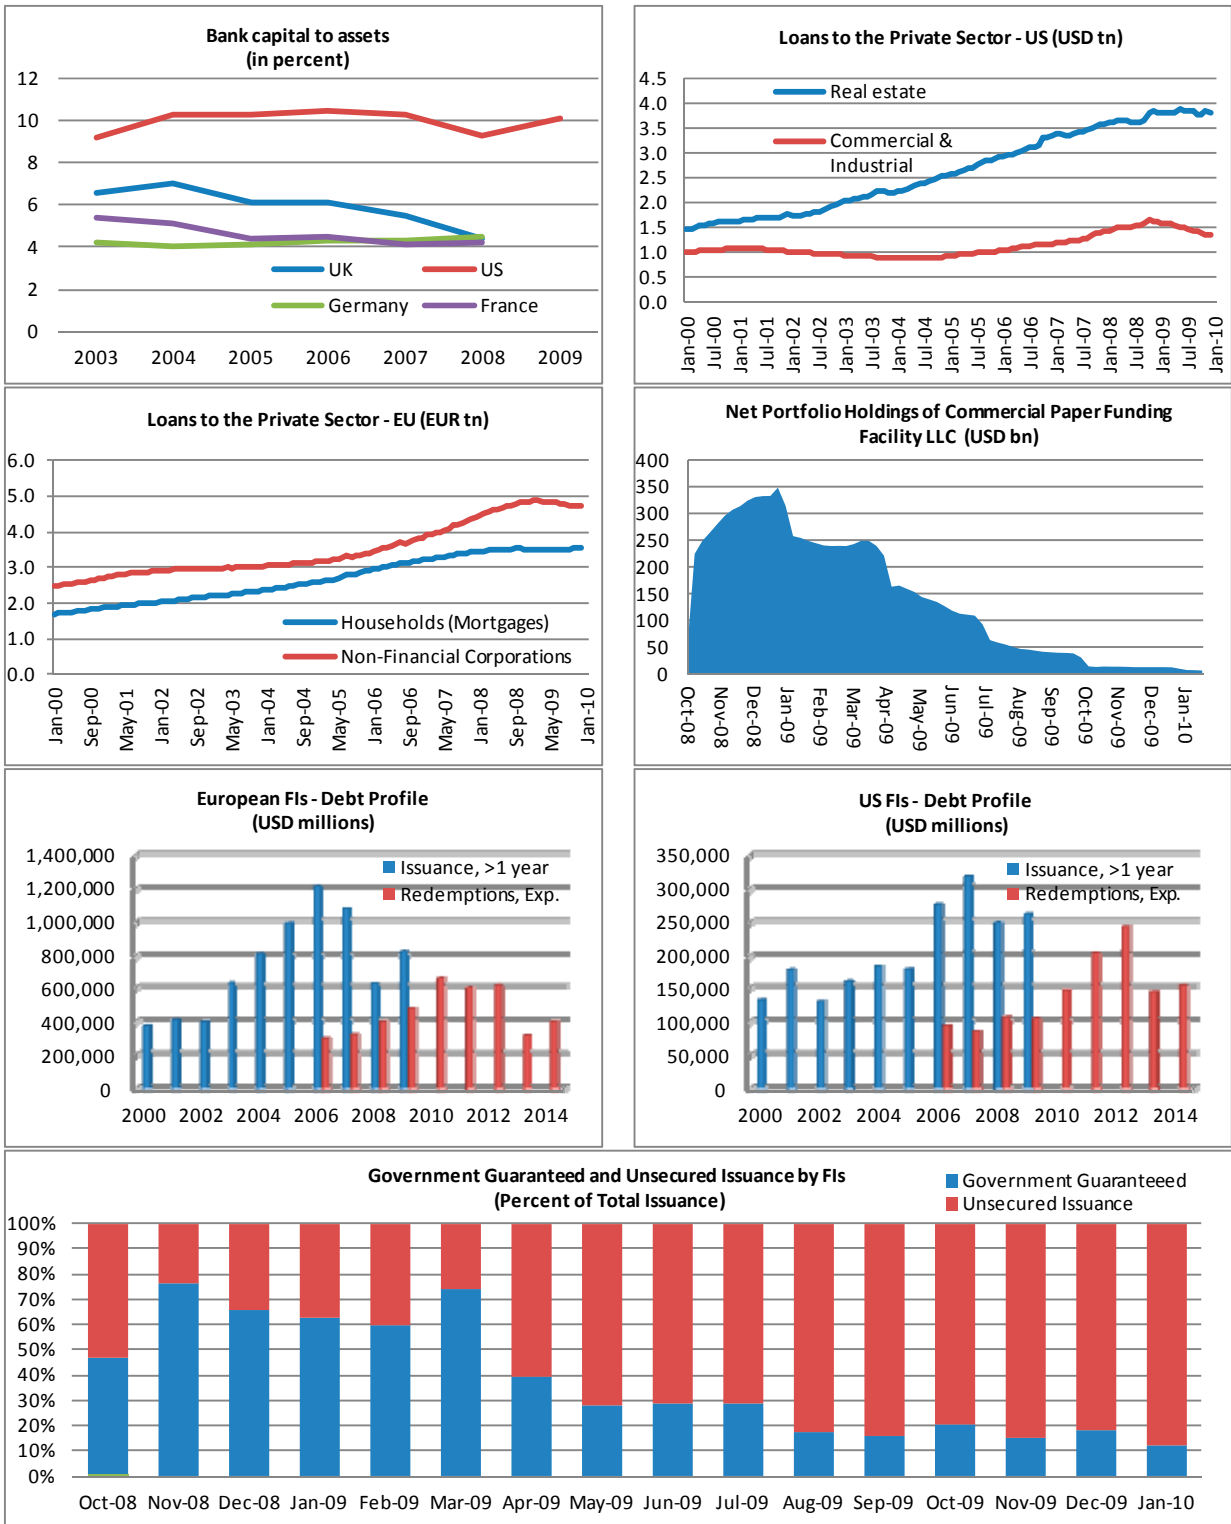 Bank capital to assets
(in percent)
12
10
8
6
4
2
0
UK US
Germany France
2003 2004 2005 2006 2007 2008 2009
Loans to the Private Sector - US (USD tn)
4.5
4.0
3.5
3.0
2.5
2.0
1.5
1.0
0.5
0.0
Real estate
Commercial &
Industrial
Jan-00 Jul-00 Jan-01 Jul-01 Jan-02 Jul-02 Jan-03 Jul-03 Jan-04 Jul-04 Jan-05 Jul-05 Jan-06 Jul-06 Jan-07 Jul-07 Jan-08 Jul-08 Jan-09 Jul-09 Jan-10
Loans to the Private Sector - EU (EUR tn)
6.0
5.0
4.0
3.0
2.0
1.0
0.0
Households (Mortgages)
Non-Financial Corporations
Jan-00 Sep-00 May-01 Jan-02 Sep-02 May-03 Jan-04 Sep-04 May-05 Jan-06 Sep-06 May-07 Jan-08 Sep-08 May-09 Jan-10
Net Portfolio Holdings of Commercial Paper Funding
Facility LLC (USD bn)
400
350
300
250
200
150
100
50
0
Oct-08 Nov-08 Dec-08 Jan-09 Feb-09 Mar-09 Apr-09 May-09 Jun-09 Jul-09 Aug-09 Sep-09 Oct-09 Nov-09 Dec-09 Jan-10
European FIs - Debt Profile
(USD millions)
1,400,000
1,200,000
1,000,000
800,000
600,000
400,000
200,000
0
Issuance, >1 year
Redemptions, Exp.
2000 2002 2004 2006 2008 2010 2012 2014
US FIs - Debt Profile
(USD millions)
350,000
300,000
250,000
200,000
150,000
100,000
50,000
0
Issuance, >1 year
Redemptions, Exp.
2000 2002 2004 2006 2008 2010 2012 2014
Government Guaranteed and Unsecured Issuance by FIs
(Percent of Total Issuance)
Government Guaranteeed
Unsecured Issuance
100%
90%
80%
70%
60%
50%
40%
30%
20%
10%
0%
Oct-08 Nov-08 Dec-08 Jan-09 Feb-09 Mar-09 Apr-09 May-09 Jun-09 Jul-09 Aug-09 Sep-09 Oct-09 Nov-09 Dec-09 Jan-10